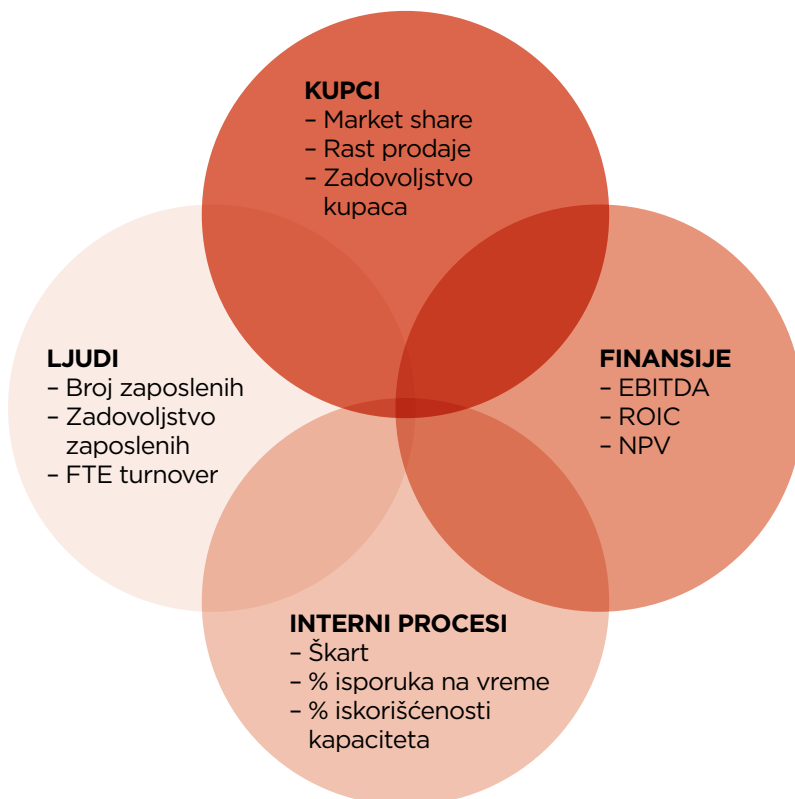 KUPCI
– Market share
– Rast prodaje
– Zadovoljstvo
kupaca
LJUDI
– Broj zaposlenih
– Zadovoljstvo
zaposlenih
– FTE turnover
FINANSIJE
– EBITDA
– ROIC
– NPV
INTERNI PROCESI
– Škart
– % isporuka na vreme
– % iskorišćenosti
kapaciteta